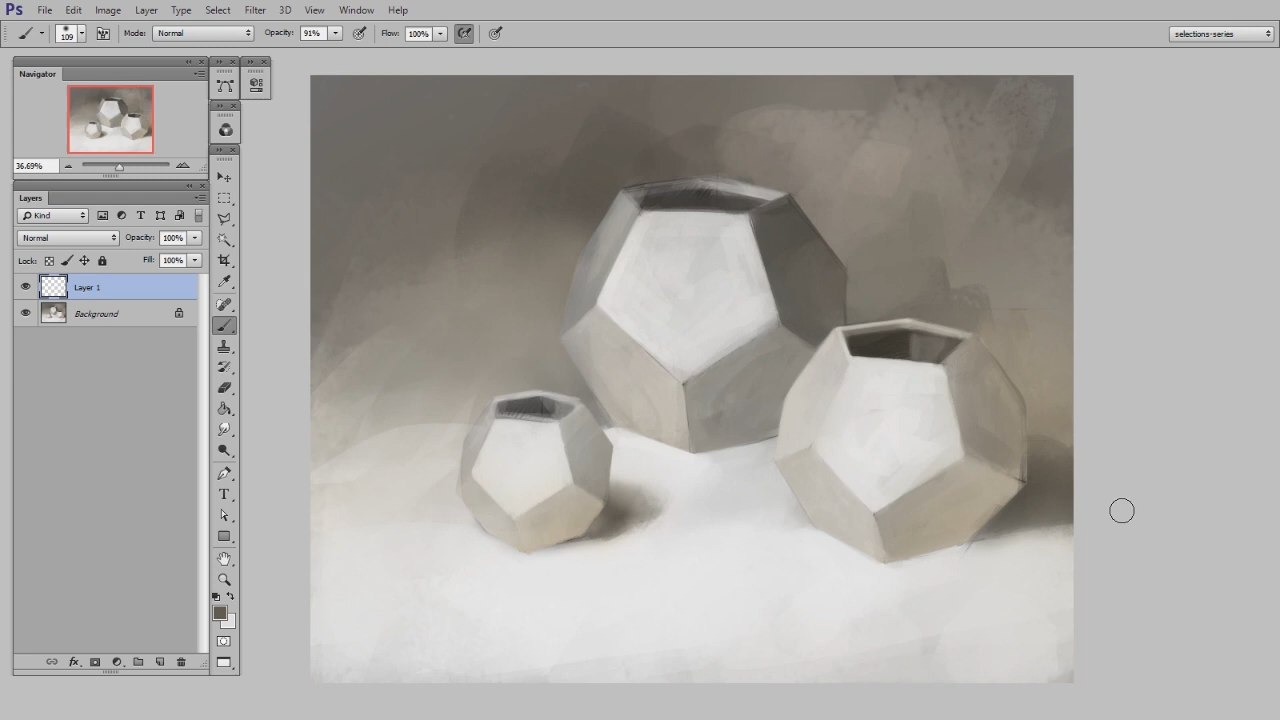 Ps File Edit Image Layer Type Select Filter 3D View Window Help
109 Mode: Normal Opacity: 91% Flow: 100% selections-series
Navigator
36.69%
Layers
Kind T
Normal Opacity: 100%
Lock: Fill: 100%
Layer 1
Background
T
fx